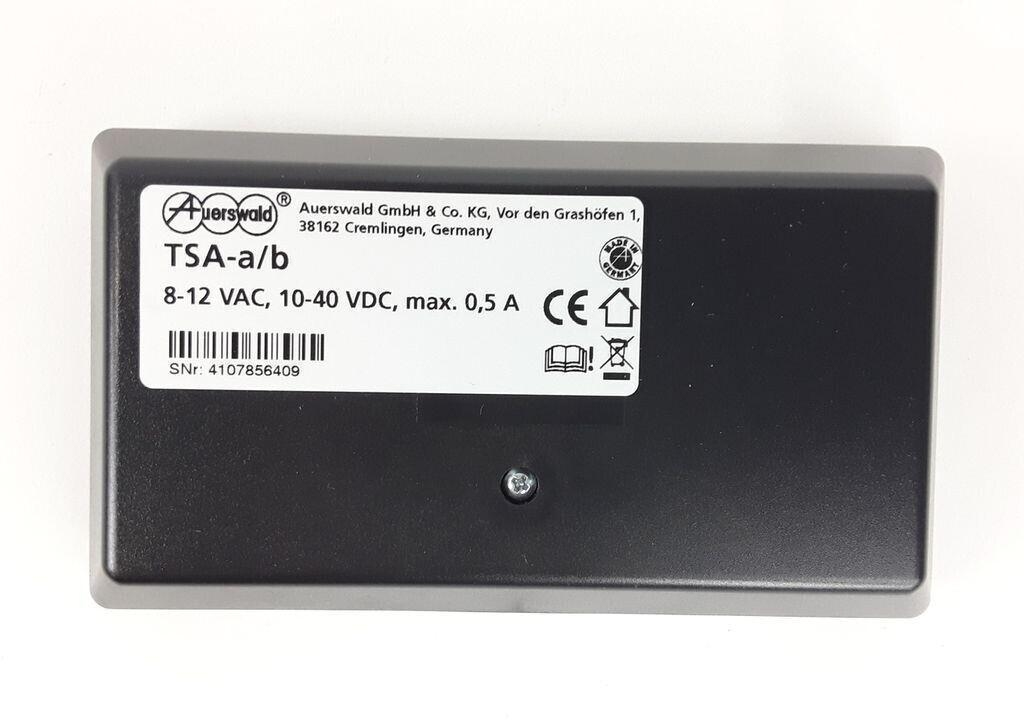 Auerswald®
Auerswald GmbH & Co. KG, Vor den Grashöfen 1,
38162 Cremlingen, Germany
MADE IN
GERMANY
TSA-a/b
8-12 VAC, 10-40 VDC, max. 0,5 A
CE
!
SNr: 4107856409